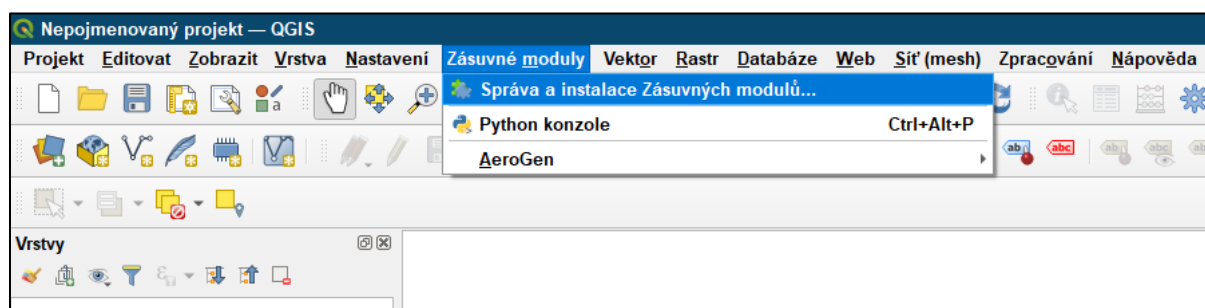 Nepojmenovaný projekt — QGIS
Projekt Editovat Zobrazit Vrstva Nastavení Zásuvné moduly Vektor Rastr Databáze Web Síť (mesh) Zpracování Nápověda
Správa a instalace Zásuvných modulů...
Python konzole Ctrl+Alt+P
AeroGen
abc
Vrstvy